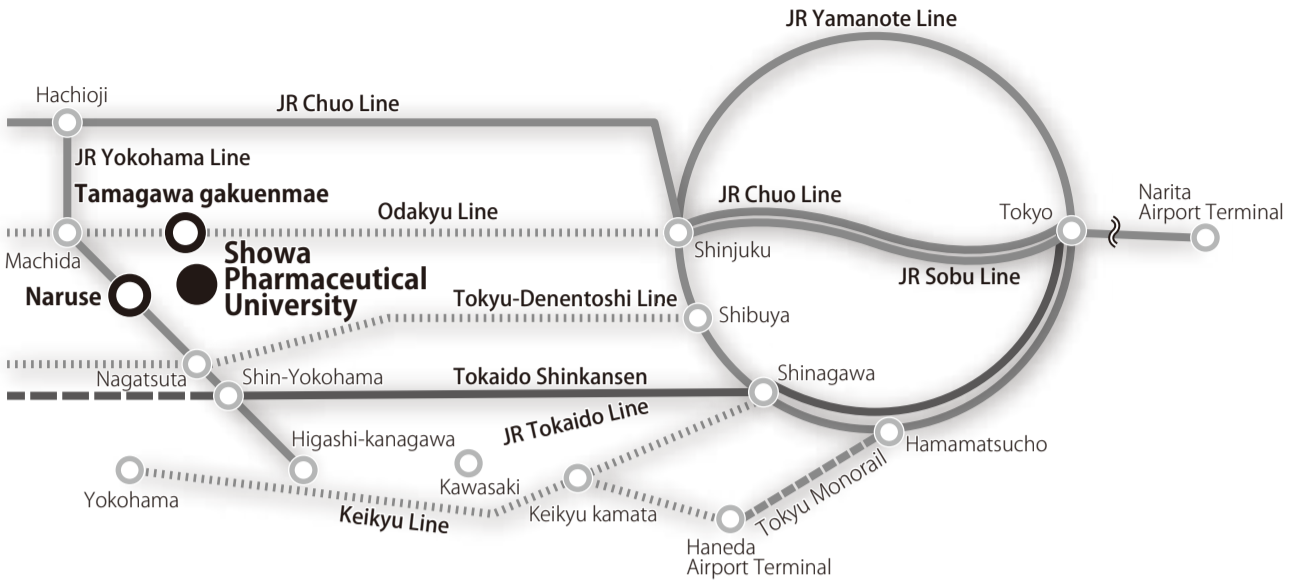 JR Yamanote Line
Hachioji
JR Chuo Line
JR Yokohama Line
Tamagawa gakuenmae
Odakyu Line
JR Chuo Line
Tokyo
Narita
Airport Terminal
Machida
Shinjuku
Showa
Pharmaceutical
University
JR Sobu Line
Naruse
Tokyu-Denentoshi Line
Shibuya
Nagatsuta
Shin-Yokohama
Tokaido Shinkansen
Shinagawa
JR Tokaido Line
Higashi-kanagawa
Hamamatsucho
Yokohama
Kawasaki
Keikyu Line
Keikyu kamata
Tokyu Monorail
Haneda
Airport Terminal